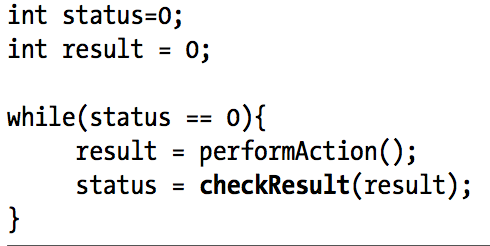 int status=0;
int result = 0;
while(status == 0){
result = performAction();
status = checkResult(result);
}